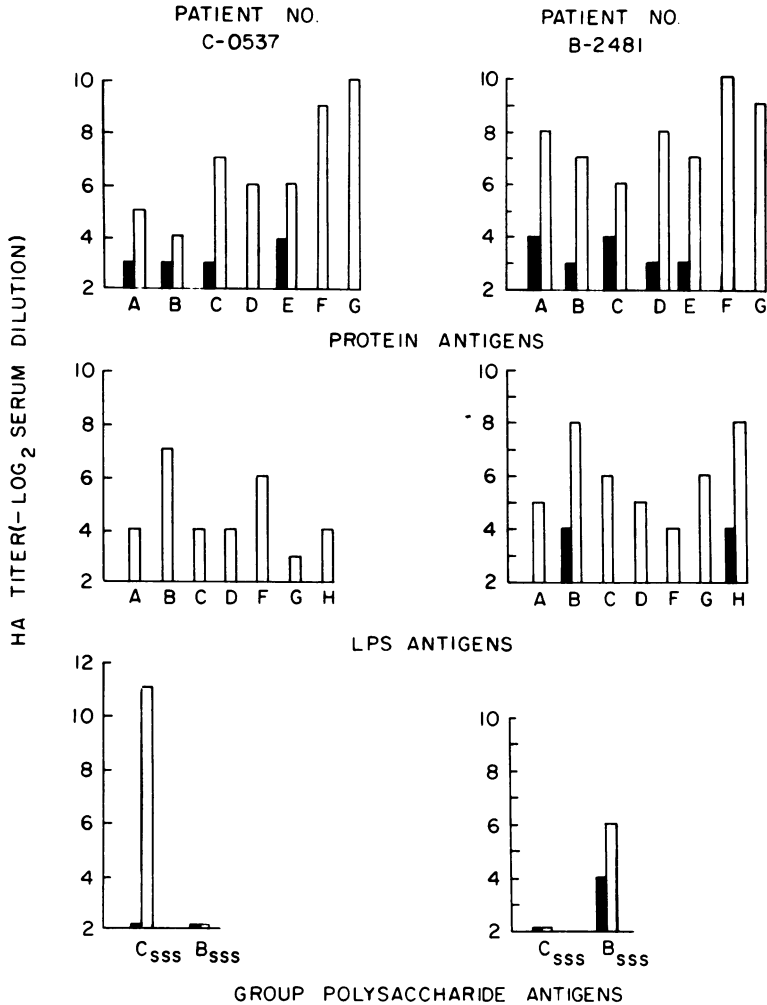 PATIENT NO.
C-0537
PATIENT NO.
B-2481
HA TITER(-LOG2 SERUM DILUTION)
10
8
6
4
2
A B C D E F G
10
8
6
4
2
A B C D E F G
PROTEIN ANTIGENS
10
8
6
4
2
A B C D F G H
10
8
6
4
2
A B C D F G H
LPS ANTIGENS
12
10
8
6
4
2
CSSS BSSS
10
8
6
4
2
CSSS BSSS
GROUP POLYSACCHARIDE ANTIGENS